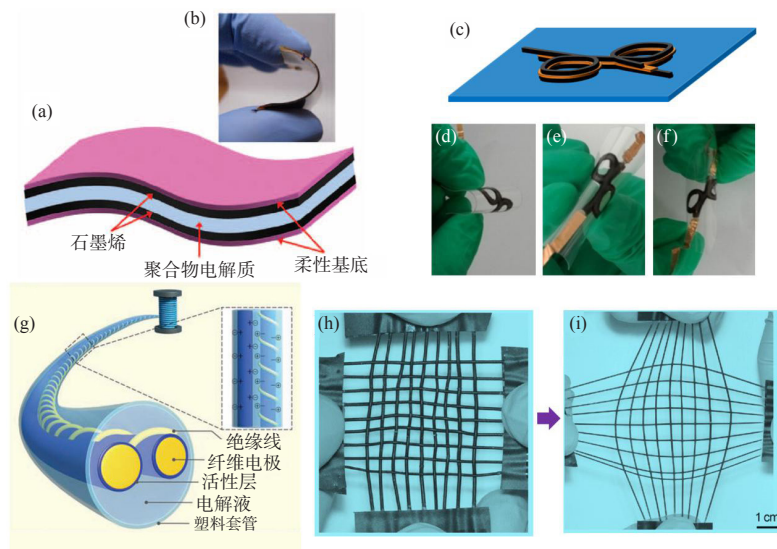 (b)
(c)
(a)
(d)
(e)
(f)
石墨烯
聚合物电解质
柔性基底
(g)
(h)
(i)
绝缘线
纤维电极
活性层
电解液
塑料套管
1 cm